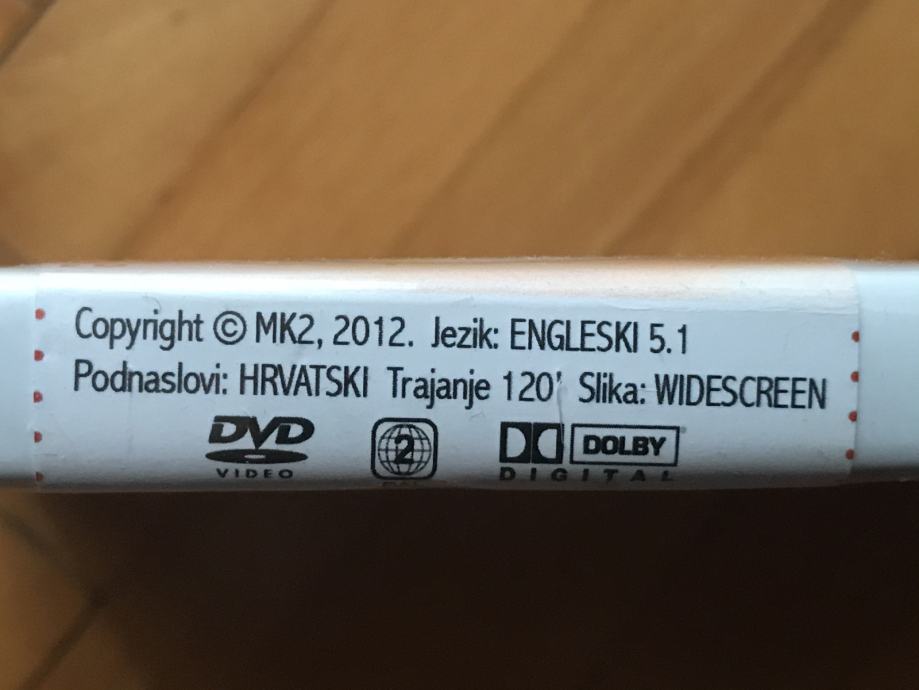 Copyright © MK2, 2012. Jezik: ENGLESKI 5.1
Podnaslovi: HRVATSKI Trajanje 120' Slika: WIDESCREEN
DVD 2 DOLBY
VIDEO DIGITAL